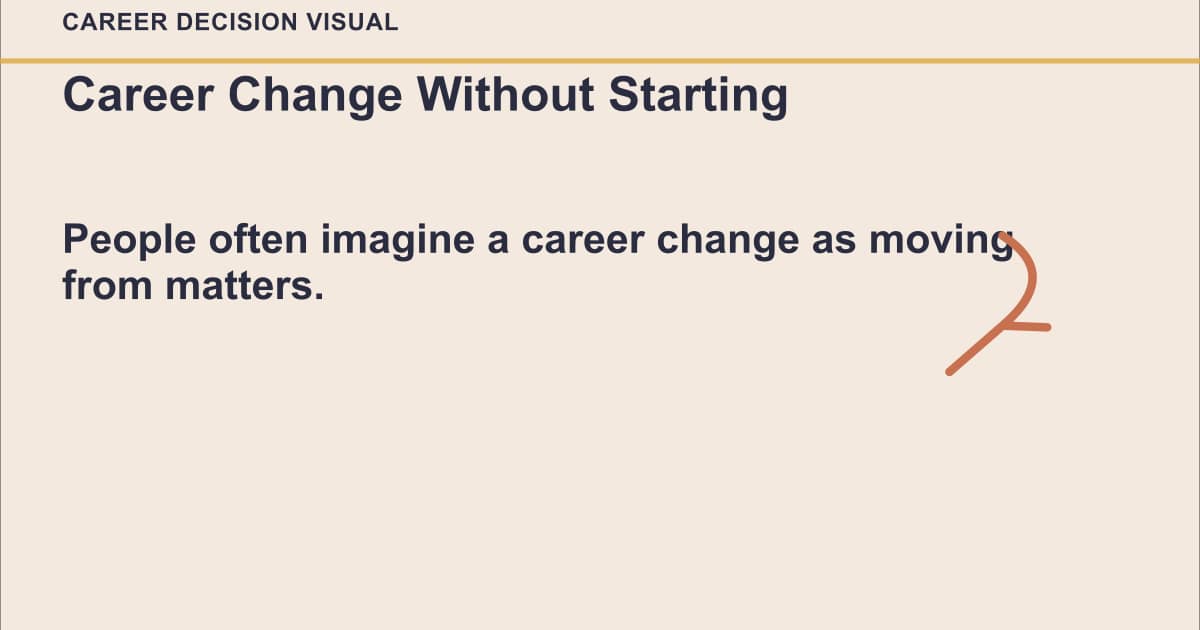 CAREER DECISION VISUAL
Career Change Without Starting
People often imagine a career change as moving
from matters.